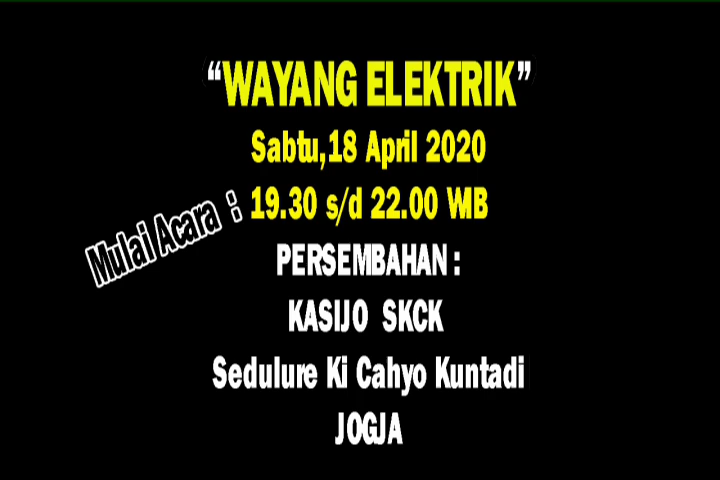 “WAYANG ELEKTRIK”
Sabtu,18 April 2020
Mulai Acara : 19.30 s/d 22.00 WIB
PERSEMBAHAN :
KASIJO SKCK
Sedulure Ki Cahyo Kuntadi
JOGJA